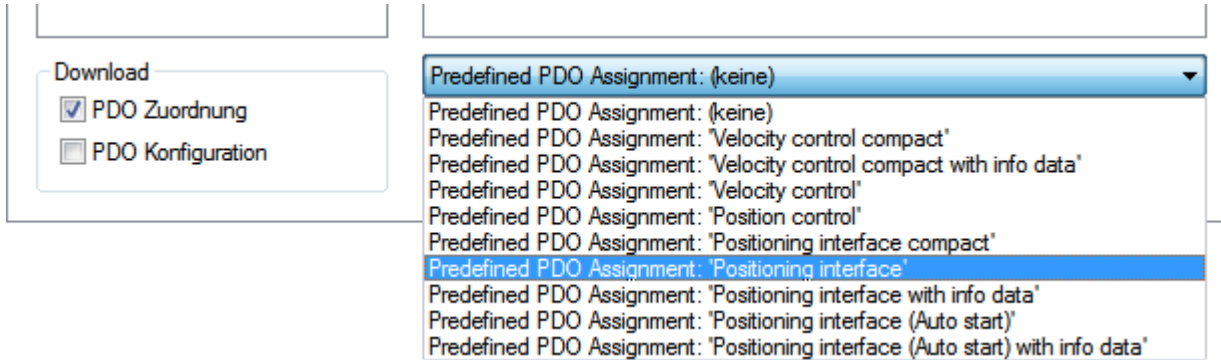 Download
PDO Zuordnung
PDO Konfiguration
Predefined PDO Assignment: (keine)
Predefined PDO Assignment: (keine)
Predefined PDO Assignment: 'Velocity control compact'
Predefined PDO Assignment: 'Velocity control compact with info data'
Predefined PDO Assignment: 'Velocity control'
Predefined PDO Assignment: 'Position control'
Predefined PDO Assignment: 'Positioning interface compact'
Predefined PDO Assignment: 'Positioning interface'
Predefined PDO Assignment: 'Positioning interface with info data'
Predefined PDO Assignment: 'Positioning interface (Auto start)'
Predefined PDO Assignment: 'Positioning interface (Auto start) with info data'